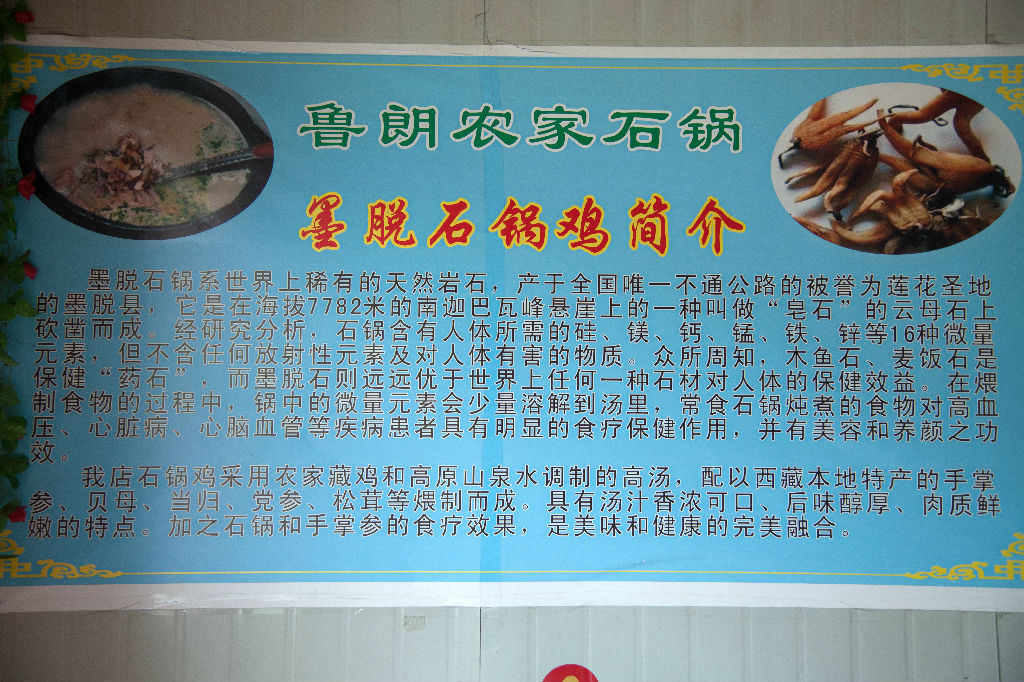 鲁朗农家石锅
墨脱石锅鸡简介
墨脱石锅系世界上稀有的天然岩石，产于全国唯一不通公路的被誉为莲花圣地
的墨脱县，它是在海拔7782米的南迦巴瓦峰悬崖上的一种叫做“皂石”的云母石上
砍凿而成。经研究分析，石锅含有人体所需的硅、镁、钙、锰、铁、锌等16种微量
元素，但不含任何放射性元素及对人体有害的物质。众所周知，木鱼石、麦饭石是
保健“药石”，而墨脱石则远远优于世界上任何一种石材对人体的保健效益。在煨
制食物的过程中，锅中的微量元素会少量溶解到汤里，常食石锅炖煮的食物对高血
压、心脏病、心脑血管等疾病患者具有明显的食疗保健作用，并有美容和养颜之功
效。
我店石锅鸡采用农家藏鸡和高原山泉水调制的高汤，配以西藏本地特产的手掌
参、贝母、当归、党参、松茸等煨制而成。具有汤汁香浓可口、后味醇厚、肉质鲜
嫩的特点。加之石锅和手掌参的食疗效果，是美味和健康的完美融合。